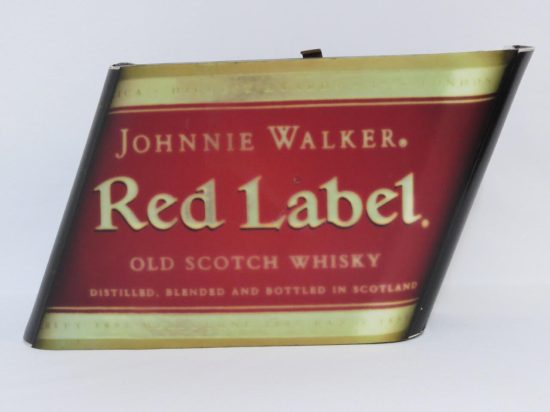 JOHNNIE WALKER®
Red Label.
OLD SCOTCH WHISKY
DISTILLED, BLENDED AND BOTTLED IN SCOTLAND